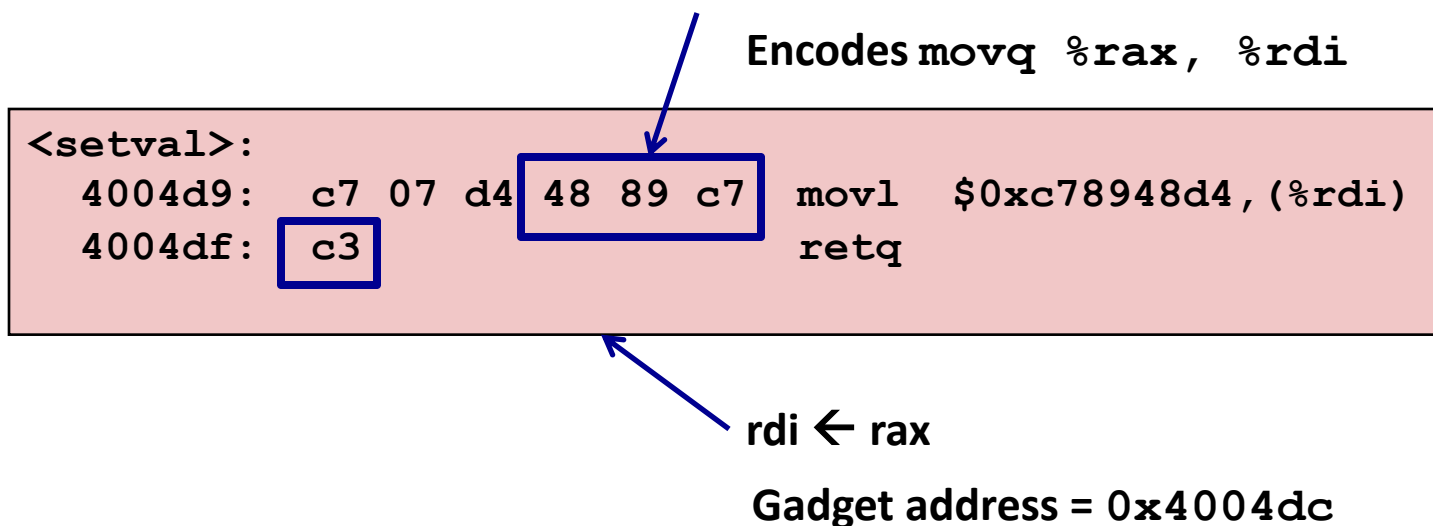 Encodes movq %rax, %rdi
<setval>:
4004d9: c7 07 d4 48 89 c7 movl $0xc78948d4,(%rdi)
4004df: c3 retq
rdi ← rax
Gadget address = 0x4004dc